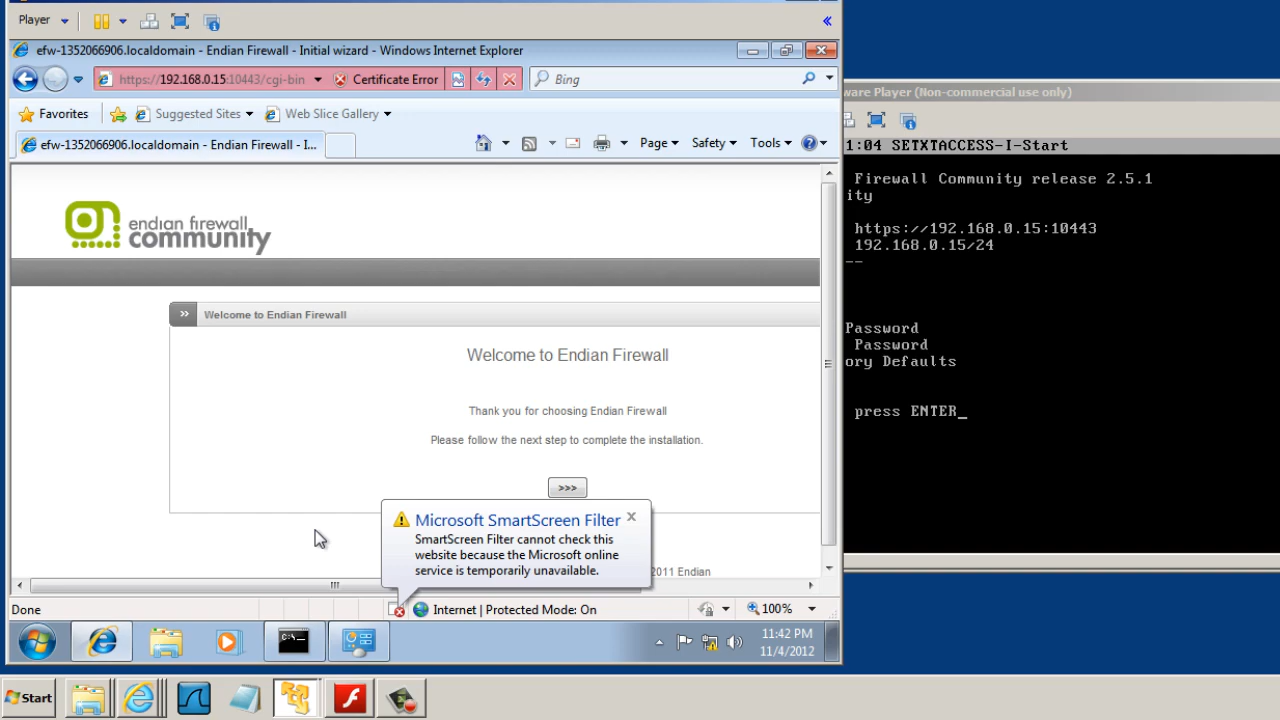 Player
«
efw-1352066906.localdomain - Endian Firewall - Initial wizard - Windows Internet Explorer
https://192.168.0.15:10443/cgi-bin
Certificate Error
Bing
Favorites
Suggested Sites
Web Slice Gallery
efw-1352066906.localdomain - Endian Firewall - I...
Page
Safety
Tools
endian firewall
community
>>
Welcome to Endian Firewall
Welcome to Endian Firewall
Thank you for choosing Endian Firewall
Please follow the next step to complete the installation.
>>>
Microsoft SmartScreen Filter
x
SmartScreen Filter cannot check this
website because the Microsoft online
service is temporarily unavailable.
2011 Endian
Done
Internet | Protected Mode: On
100%
11:42 PM
11/4/2012
ware Player (Non-commercial use only)
1:04 SETXTACCESS-I-Start
Firewall Community release 2.5.1
ity
https://192.168.0.15:10443
192.168.0.15/24
--
Password
Password
ory Defaults
press ENTER_
Start